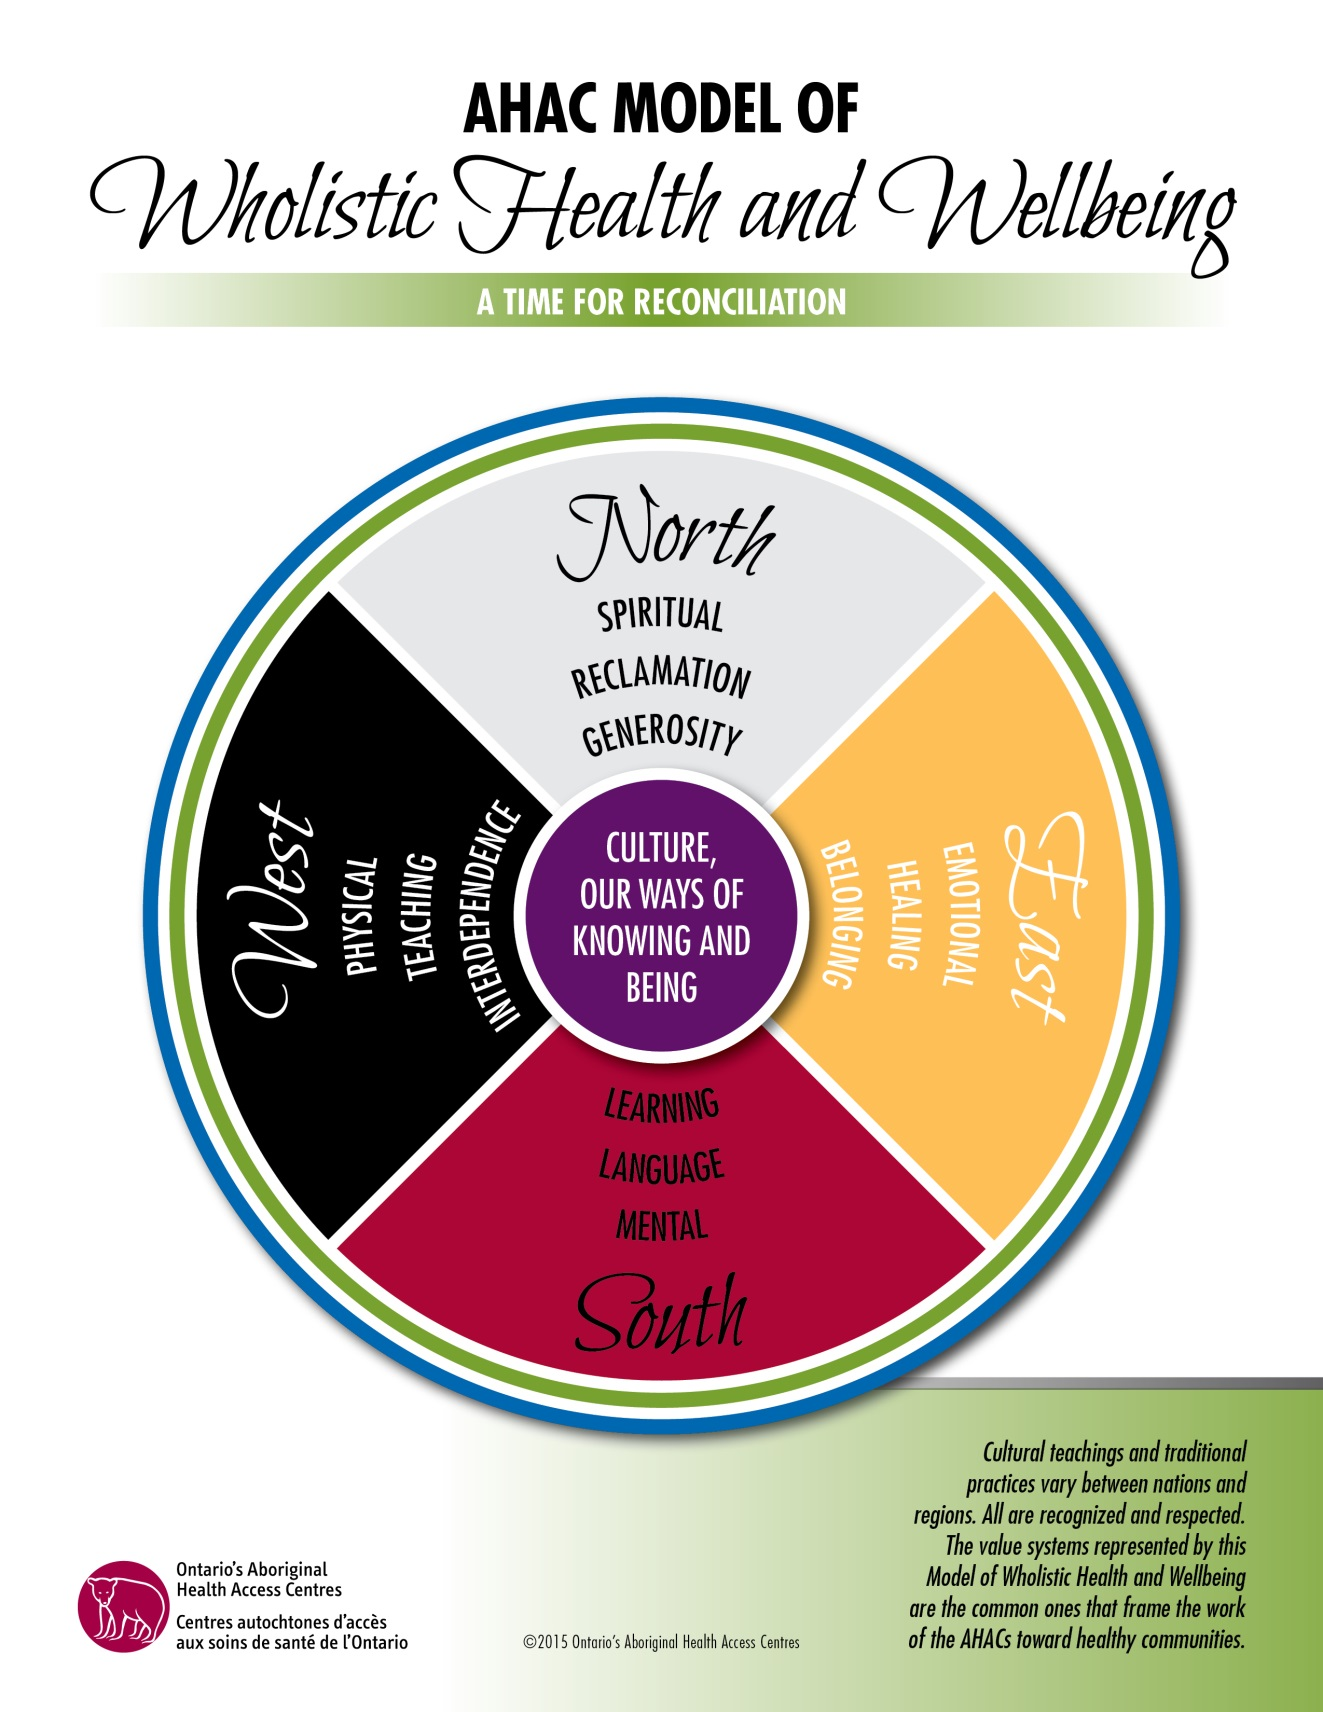 AHAC MODEL OF
Wholistic Health and Wellbeing
A TIME FOR RECONCILIATION
North
SPIRITUAL
RECLAMATION
GENEROSITY
West
PHYSICAL
TEACHING
INTERDEPENDENCE
CULTURE,
OUR WAYS OF
KNOWING AND
BEING
BELONGING
HEALING
EMOTIONAL
East
LEARNING
LANGUAGE
MENTAL
South
Cultural teachings and traditional
practices vary between nations and
regions. All are recognized and respected.
The value systems represented by this
Model of Wholistic Health and Wellbeing
are the common ones that frame the work
of the AHACs toward healthy communities.
Ontario's Aboriginal
Health Access Centres
Centres autochtones d'accès
aux soins de santé de l'Ontario
©2015 Ontario's Aboriginal Health Access Centres